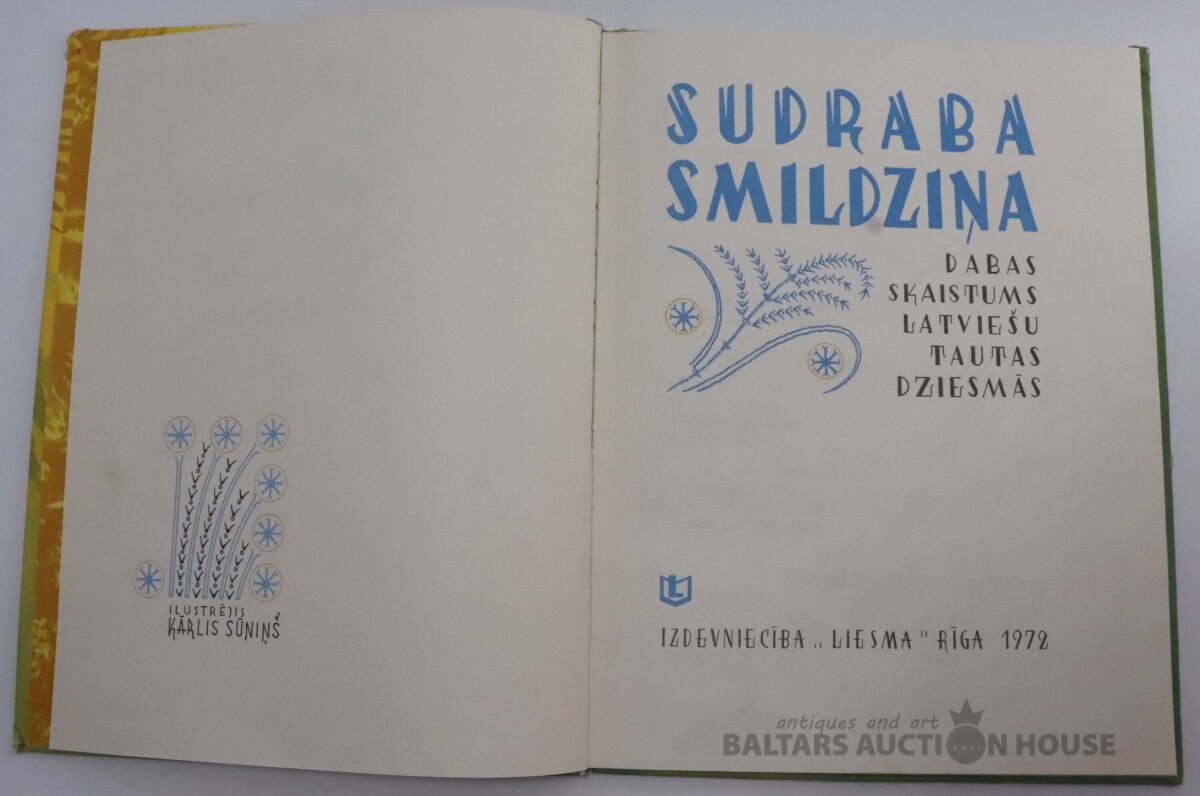 ILUSTRĒJIS
KĀRLIS SŪNIŅŠ
SUDRABA
SMILDZIŅA
DABAS
SKAISTUMS
LATVIEŠU
TAUTAS
DZIESMĀS
L
IZDEVNIECĪBA „LIESMA" RĪGA 1972
antiques and art
BALTARS AUCTION HOUSE